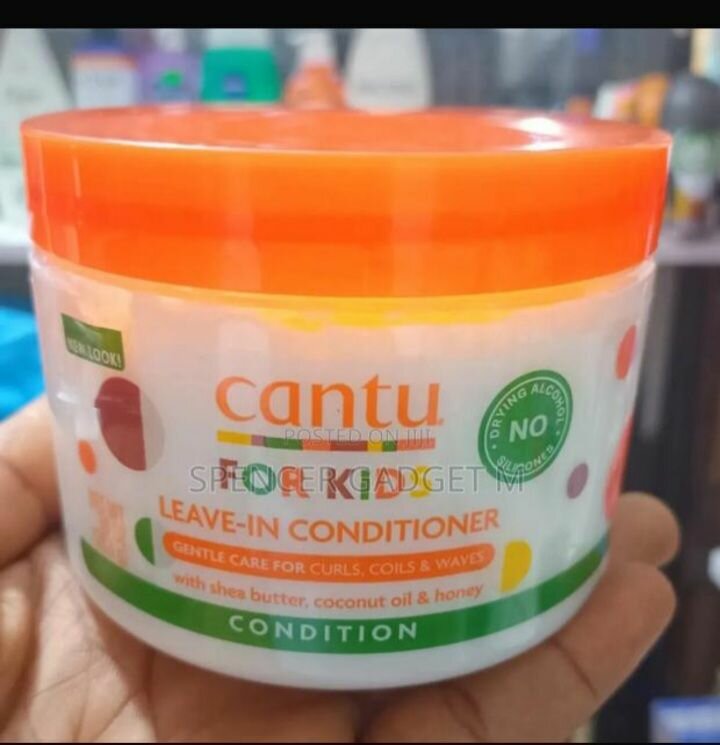 NEW LOOK!
cantu
POSTED ON
FOR KIDS
SPENCER GADGET M
DRYING ALCOHOL
NO
SILICONES
LEAVE-IN CONDITIONER
GENTLE CARE FOR CURLS, COILS & WAVES
with shea butter, coconut oil & honey
CONDITION